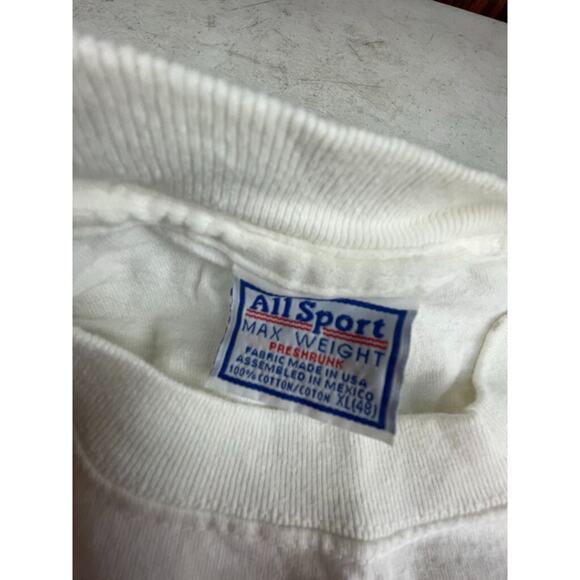 All Sport
MAX WEIGHT
PRESHRUNK
FABRIC MADE IN USA
ASSEMBLED IN MEXICO
100% COTTON/COTON XL(48)